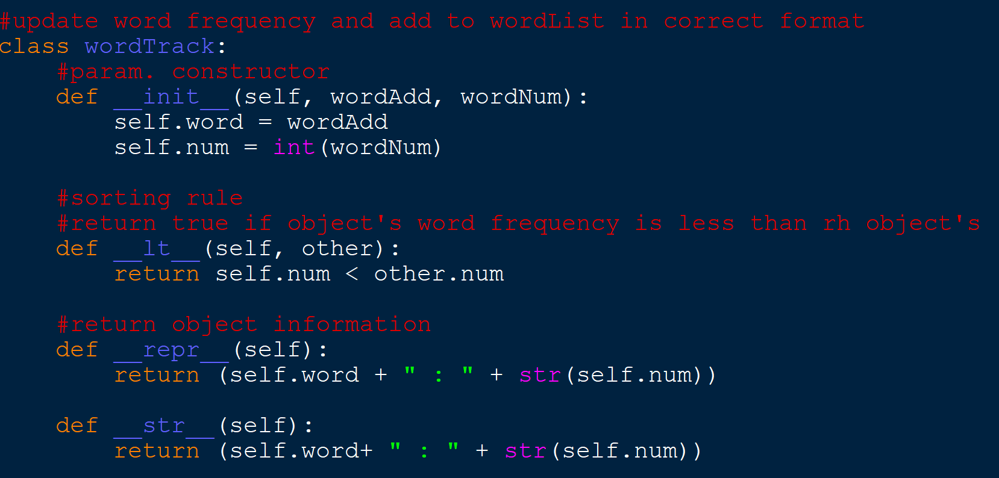 #update word frequency and add to wordList in correct format
class wordTrack:
    #param. constructor
    def __init__(self, wordAdd, wordNum):
        self.word = wordAdd
        self.num = int(wordNum)

    #sorting rule
    #return true if object's word frequency is less than rh object's
    def __lt__(self, other):
        return self.num < other.num

    #return object information
    def __repr__(self):
        return (self.word + " : " + str(self.num))

    def __str__(self):
        return (self.word+ " : " + str(self.num))